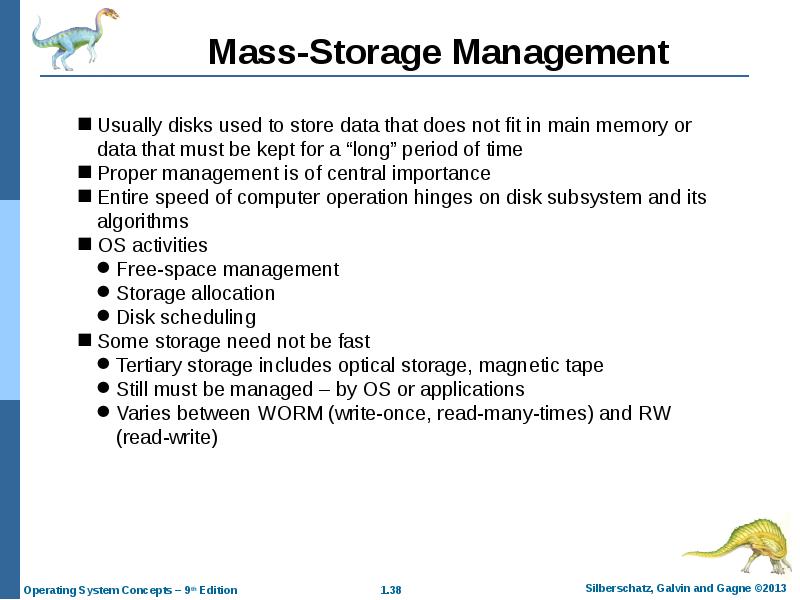 Mass-Storage Management
■ Usually disks used to store data that does not fit in main memory or
data that must be kept for a “long” period of time
■ Proper management is of central importance
■ Entire speed of computer operation hinges on disk subsystem and its
algorithms
■ OS activities
● Free-space management
● Storage allocation
● Disk scheduling
■ Some storage need not be fast
● Tertiary storage includes optical storage, magnetic tape
● Still must be managed – by OS or applications
● Varies between WORM (write-once, read-many-times) and RW
(read-write)
Operating System Concepts – 9th Edition
1.38
Silberschatz, Galvin and Gagne ©2013